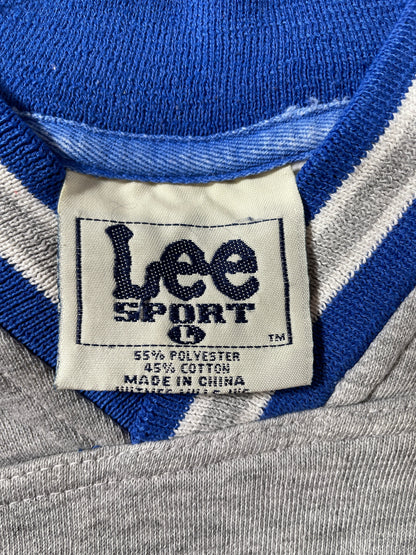 Lee
SPORT
L
TM
55% POLYESTER
45% COTTON
MADE IN CHINA